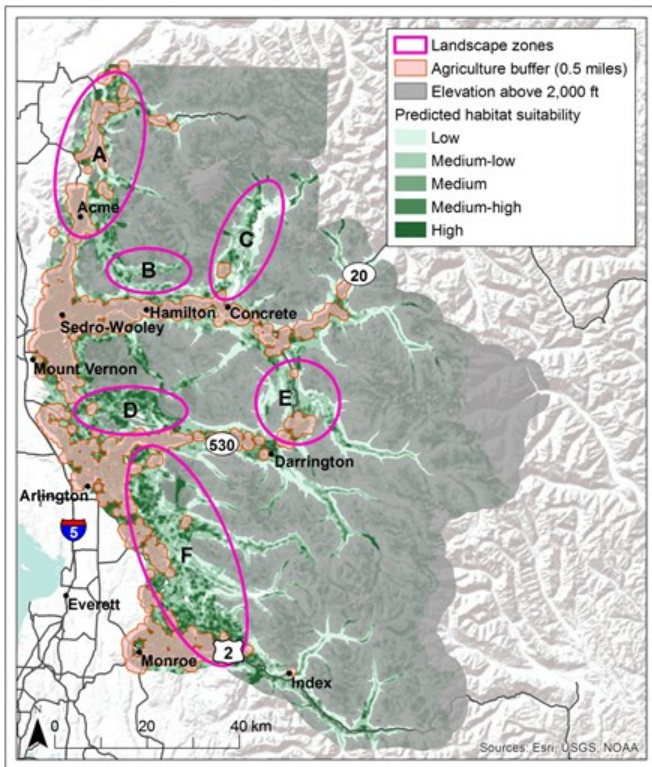 Landscape zones
Agriculture buffer (0.5 miles)
Elevation above 2,000 ft
Predicted habitat suitability
Low
Medium-low
Medium
Medium-high
High
A
Acme
C
B
20
Hamilton
Concrete
Sedro-Wooley
Mount Vernon
E
D
530
Darrington
Arlington
5
F
Everett
2
Monroe
Index
N
0 20 40 km
Sources: Esri, USGS, NOAA